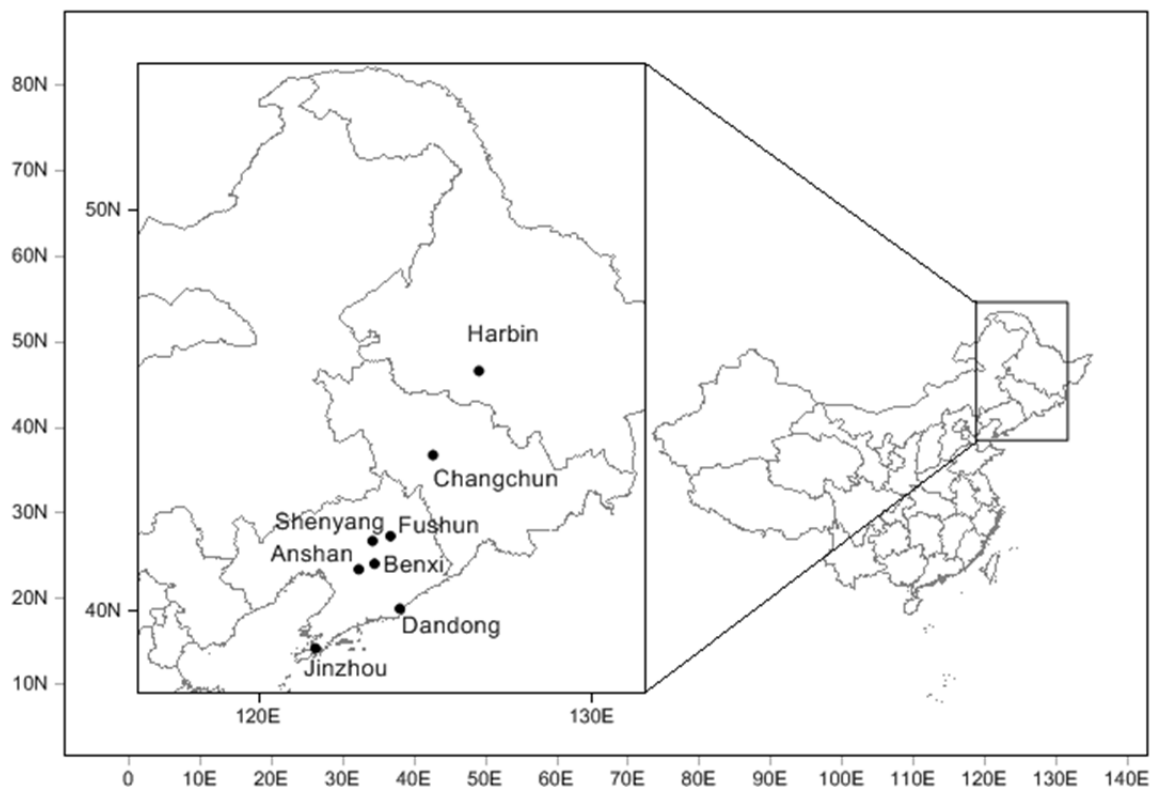 80N
70N
60N
50N
40N
30N
20N
10N
50N
40N
Harbin
Changchun
Shenyang Fushun
Anshan Benxi
Dandong
Jinzhou
120E 130E
0 10E 20E 30E 40E 50E 60E 70E 80E 90E 100E 110E 120E 130E 140E